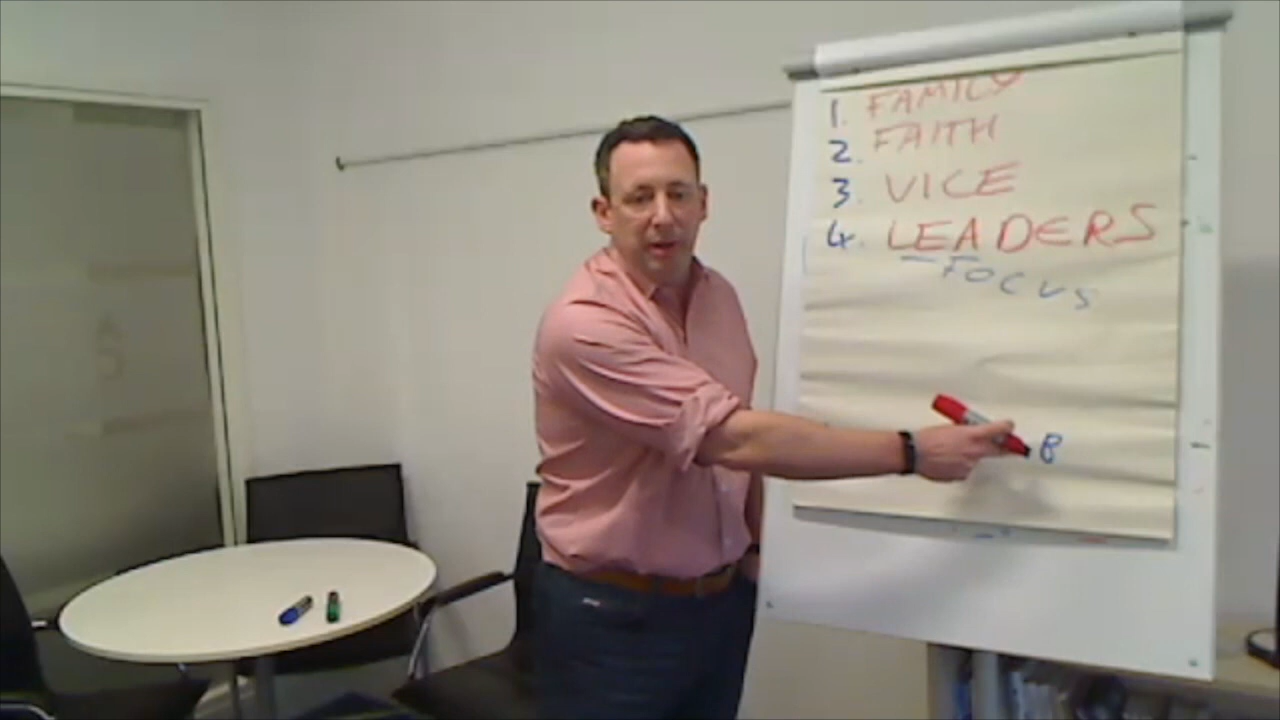 1. FAMILY
2. FAITH
3. VICE
4. LEADERS
FOCUS
B